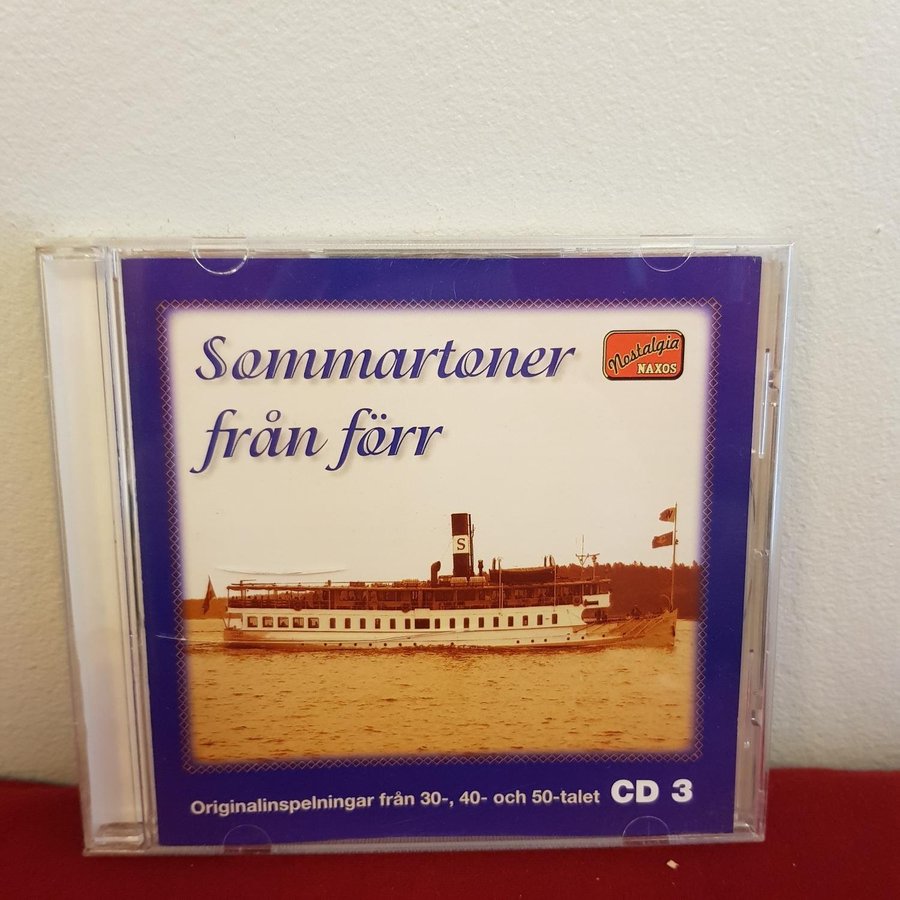 Sommartoner
från förr
Nostalgia
NAXOS
S
Originalinspelningar från 30-, 40- och 50-talet CD 3